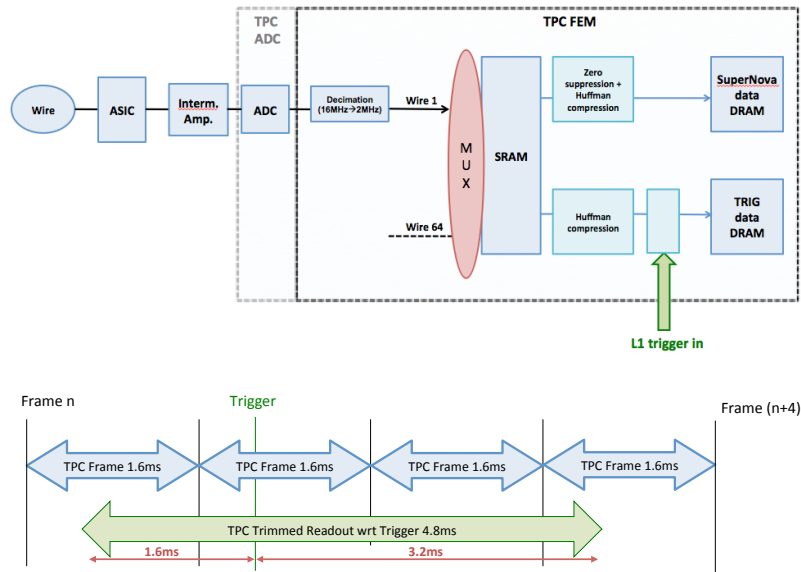 TPC
ADC
TPC FEM
Wire
ASIC
Interm.
Amp.
ADC
Decimation
(16MHz→2MHz)
Wire 1
Wire 64
M
U
X
SRAM
Zero
suppression +
Huffman
compression
SuperNova
data
DRAM
Huffman
compression
TRIG
data
DRAM
L1 trigger in
Frame n
Trigger
Frame (n+4)
TPC Frame 1.6ms
TPC Frame 1.6ms
TPC Frame 1.6ms
TPC Frame 1.6ms
TPC Trimmed Readout wrt Trigger 4.8ms
1.6ms
3.2ms